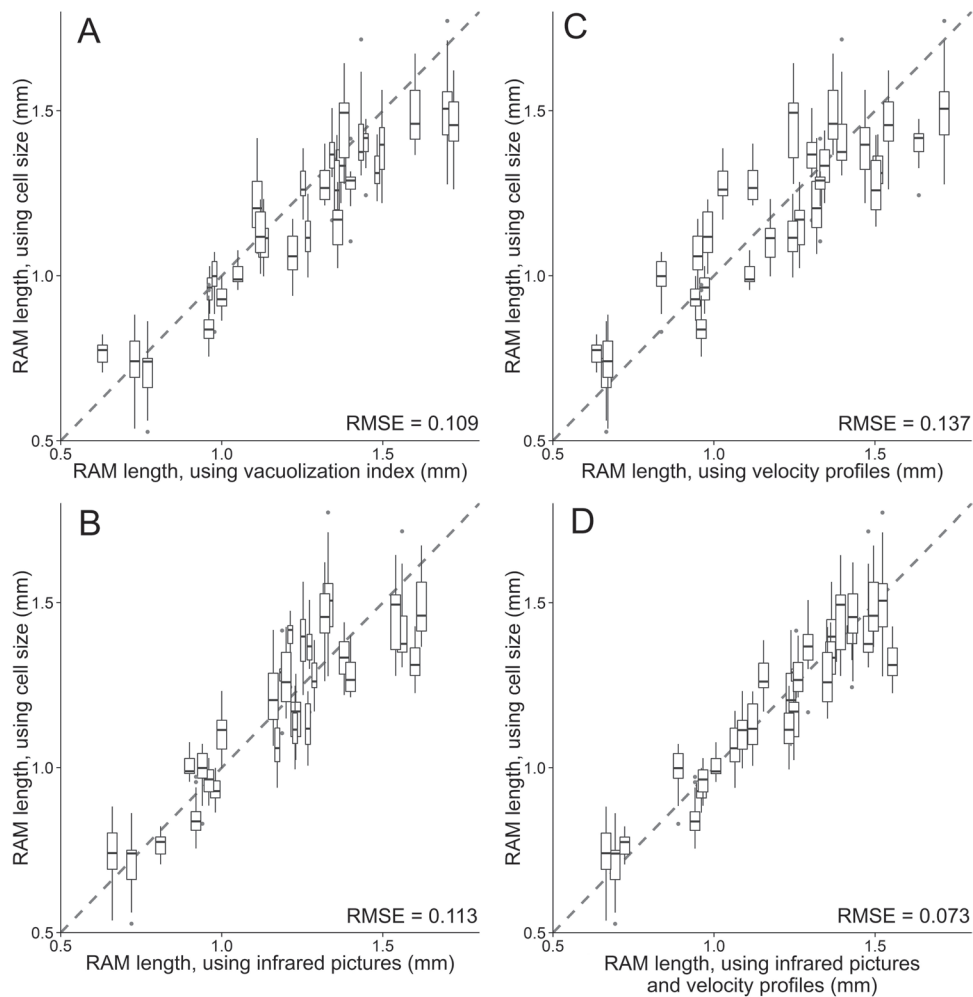 A
RAM length, using cell size (mm)
1.5
1.0
0.5
0.5 1.0 1.5
RMSE = 0.109
RAM length, using vacuolization index (mm)
C
RAM length, using cell size (mm)
1.5
1.0
0.5
0.5 1.0 1.5
RMSE = 0.137
RAM length, using velocity profiles (mm)
B
RAM length, using cell size (mm)
1.5
1.0
0.5
0.5 1.0 1.5
RMSE = 0.113
RAM length, using infrared pictures (mm)
D
RAM length, using cell size (mm)
1.5
1.0
0.5
0.5 1.0 1.5
RMSE = 0.073
RAM length, using infrared pictures
and velocity profiles (mm)